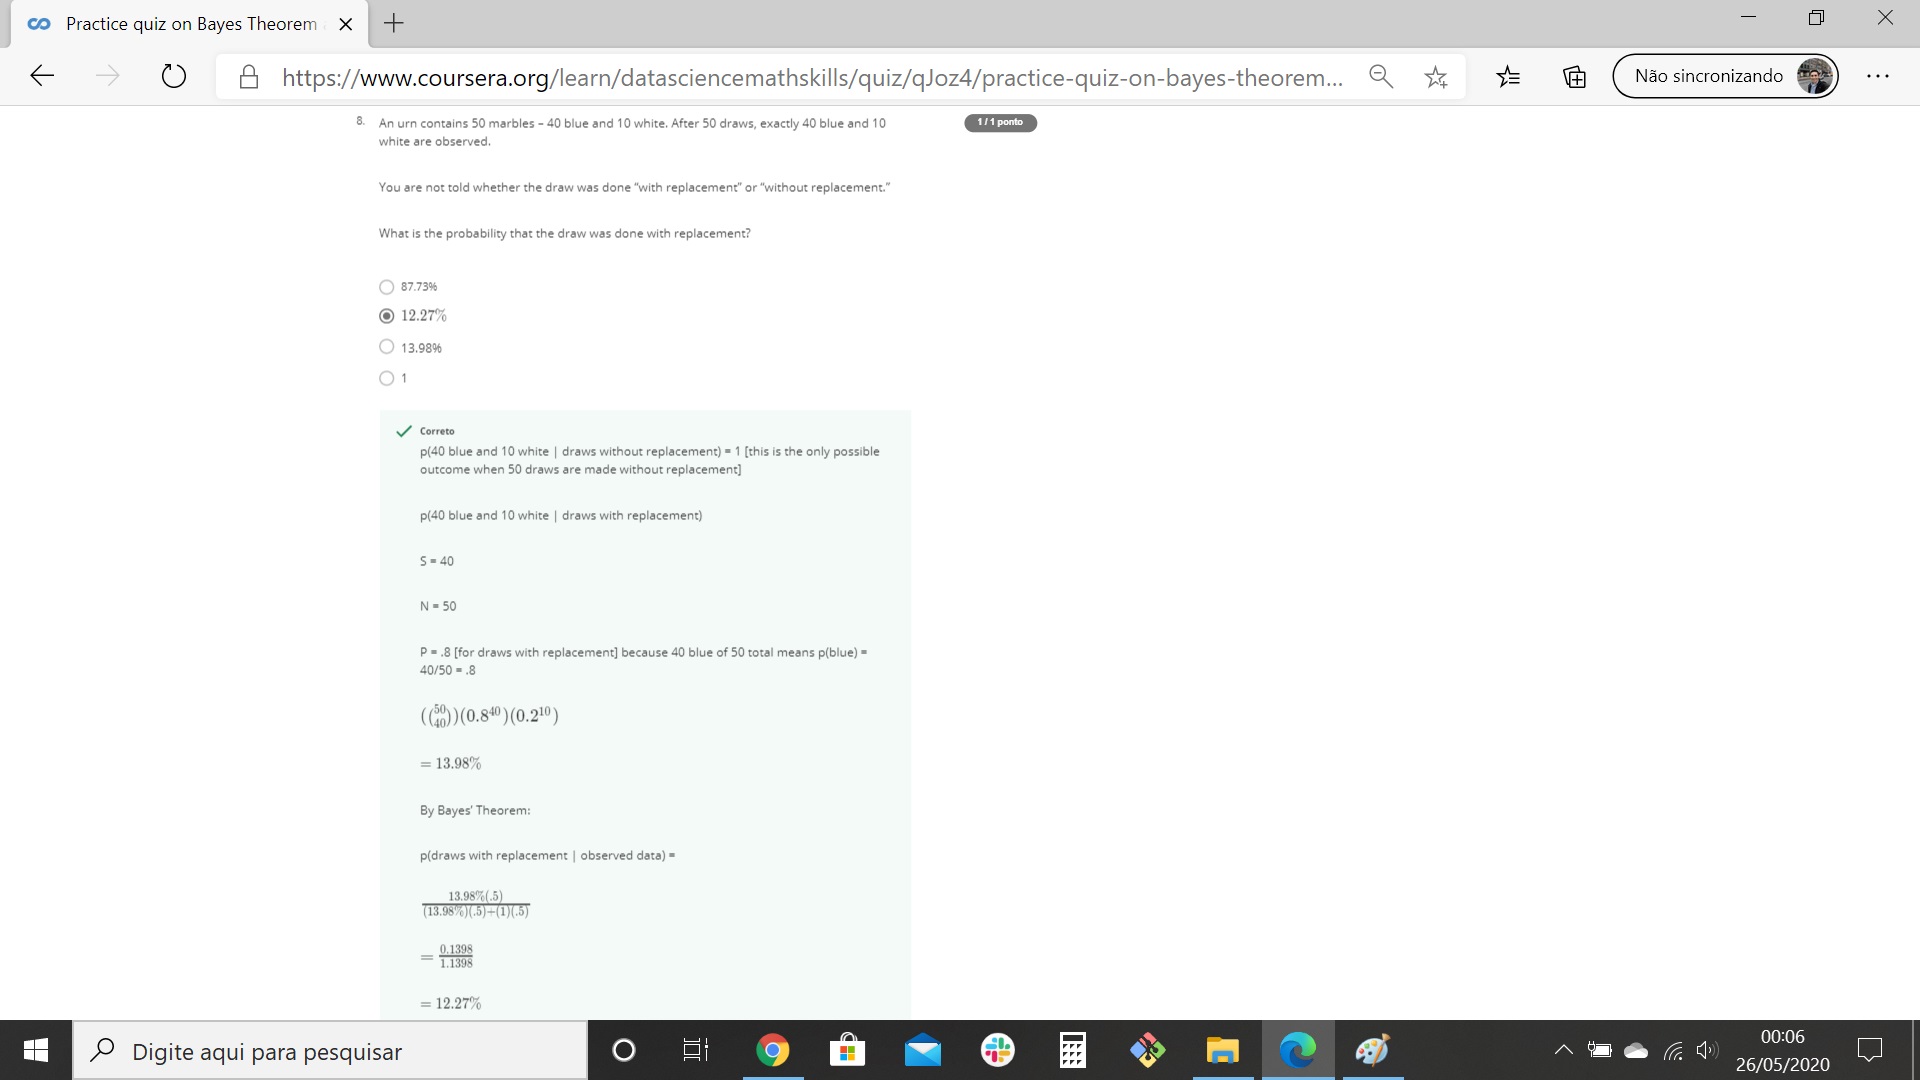 Practice quiz on Bayes Theorem
https://www.coursera.org/learn/datasciencemathskills/quiz/qJoz4/practice-quiz-on-bayes-theorem...
Não sincronizando
8. An urn contains 50 marbles – 40 blue and 10 white. After 50 draws, exactly 40 blue and 10
white are observed.
1 / 1 ponto
You are not told whether the draw was done “with replacement” or “without replacement.”
What is the probability that the draw was done with replacement?
87.73%
12.27%
13.98%
1
Correto
p(40 blue and 10 white | draws without replacement) = 1 [this is the only possible
outcome when 50 draws are made without replacement]
p(40 blue and 10 white | draws with replacement)
S = 40
N = 50
P = .8 [for draws with replacement] because 40 blue of 50 total means p(blue) =
40/50 = .8
((50 40))(0.8^40)(0.2^10)
= 13.98%
By Bayes’ Theorem:
p(draws with replacement | observed data) =
13.98%(.5)
(13.98%)(.5)+(1)(.5)
= 0.1398
1.1398
= 12.27%
Digite aqui para pesquisar
00:06
26/05/2020